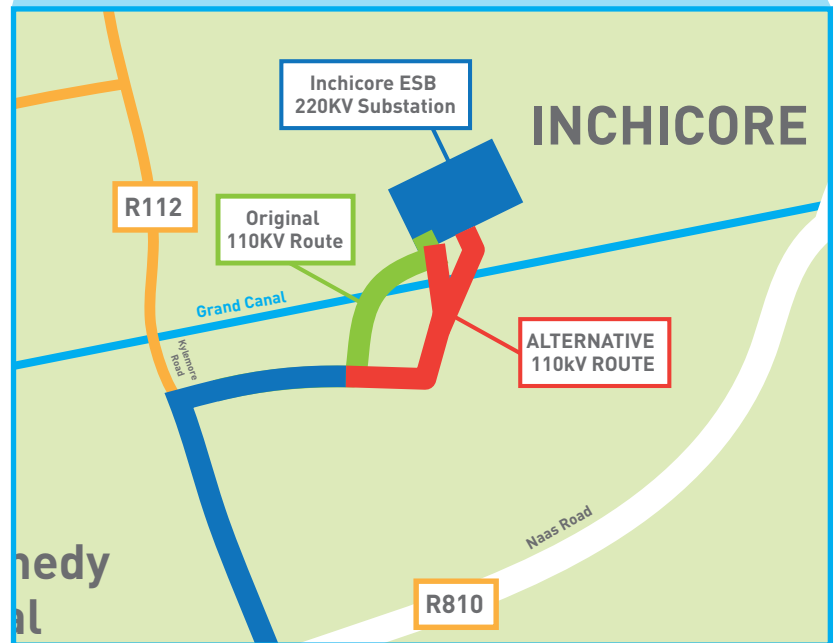 Inchicore ESB
220KV Substation
INCHICORE
R112
Original
110KV Route
Grand Canal
Kylemore
Road
ALTERNATIVE
110kV ROUTE
Naas Road
nedy
al
R810